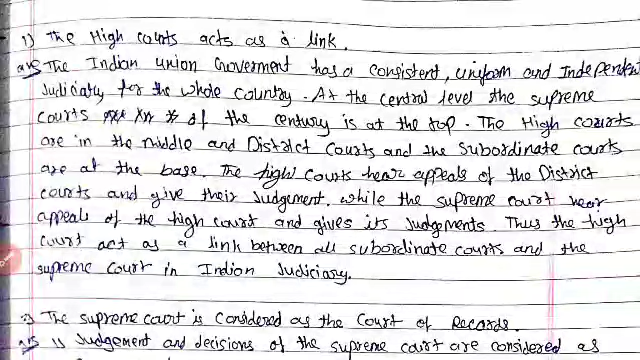 1) The High courts acts as a link.
Ans The Indian union Goverment has a consistent, uniform and Independent
Judiciary for the whole country. At the central level the supreme
courts of the century is at the top. The High courts
are in the middle and District Courts and the Subordinate courts
are at the base. The high courts hear appeals of the District
courts and give their Judgement, while the supreme court hear
appeals of the high court and gives its Judgements. Thus the high
court act as a link between all subordinate courts and the
supreme court in Indian Judiciary.
2) The supreme court is considered as the Court of Records.
Ans Judgement and decisions of the supreme court are considered as